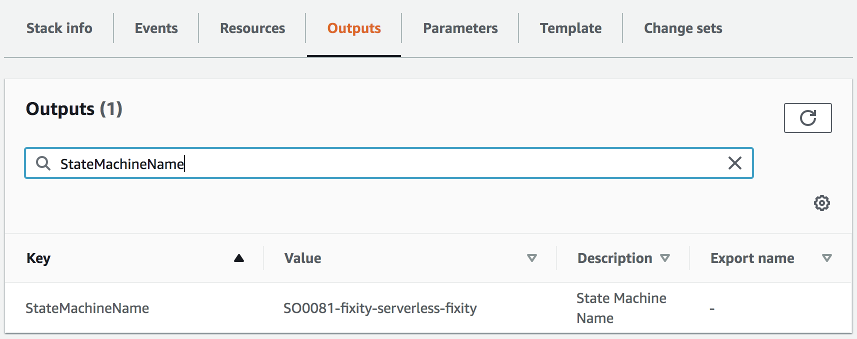 Stack info Events Resources Outputs Parameters Template Change sets
Outputs (1)
StateMachineName
Key Value Description Export name
StateMachineName SO0081-fixity-serverless-fixity State Machine Name -